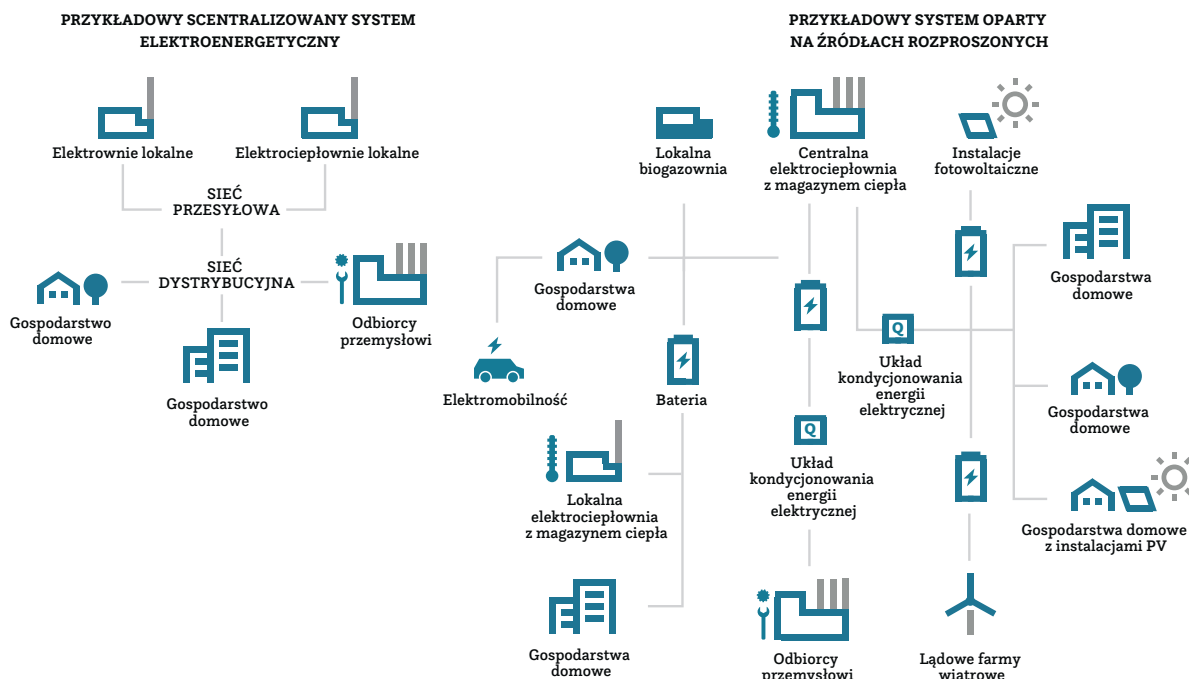 PRZYKŁADOWY SCENTRALIZOWANY SYSTEM
ELEKTROENERGETYCZNY
Elektrownie lokalne
Elektrociepłownie lokalne
SIEĆ
PRZESYŁOWA
SIEĆ
DYSTRYBUCYJNA
Gospodarstwo
domowe
Odbiorcy
przemysłowi
Gospodarstwo
domowe
PRZYKŁADOWY SYSTEM OPARTY
NA ŹRÓDŁACH ROZPROSZONYCH
Lokalna
biogazownia
Centralna
elektrociepłownia
z magazynem ciepła
Instalacje
fotowoltaiczne
Gospodarstwa
domowe
Gospodarstwa
domowe
Q
Układ
kondycjonowania
energii
elektrycznej
Elektromobilność
Bateria
Gospodarstwa
domowe
Q
Układ
kondycjonowania
energii
elektrycznej
Lokalna
elektrociepłownia
z magazynem ciepła
Gospodarstwa domowe
z instalacjami PV
Gospodarstwa
domowe
Odbiorcy
przemysłowi
Lądowe farmy
wiatrowe